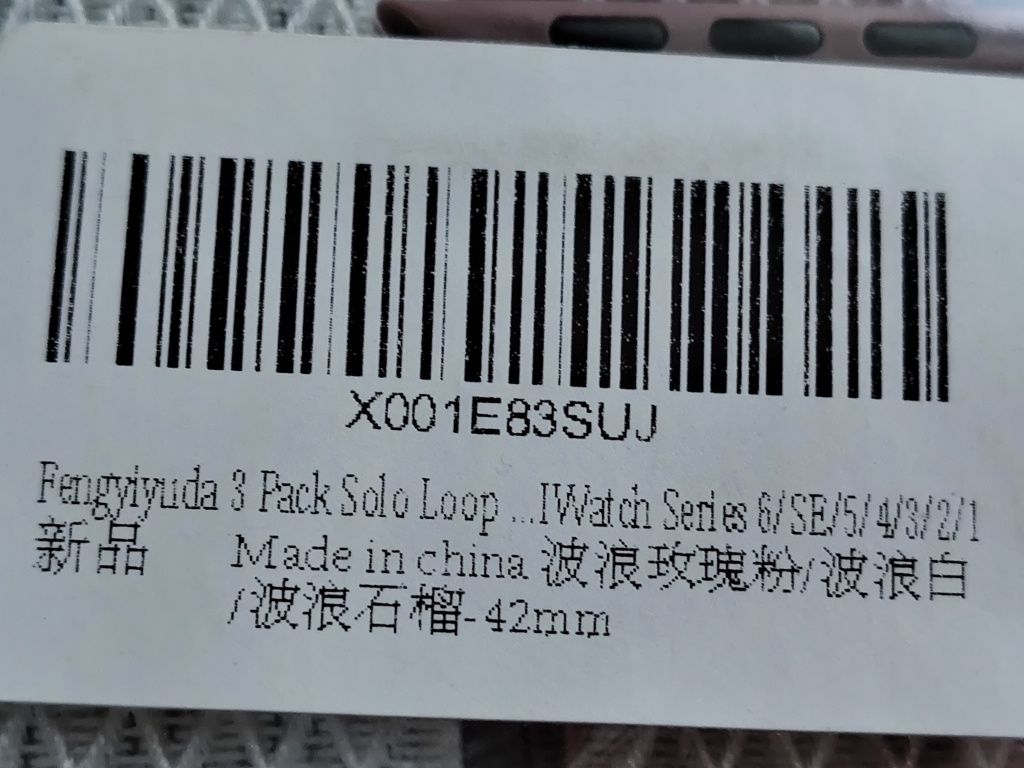 X001E83SUJ
Fengyiyuda 3 Pack Solo Loop ...IWatch Series 6/SE/5/4/3/2/1
新品 Made in china 波浪玫瑰粉/波浪白
/波浪石榴-42mm